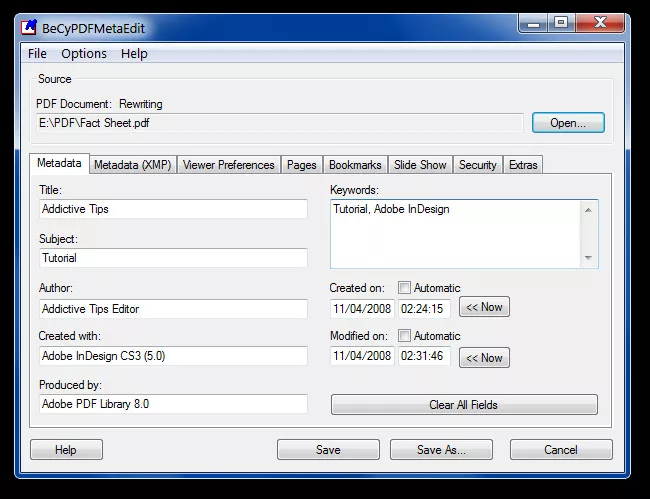 BeCyPDFMetaEdit
File Options Help
Source
PDF Document: Rewriting
E:\PDF\Fact Sheet.pdf
Open...
Metadata Metadata (XMP) Viewer Preferences Pages Bookmarks Slide Show Security Extras
Title:
Addictive Tips
Subject:
Tutorial
Author:
Addictive Tips Editor
Created with:
Adobe InDesign CS3 (5.0)
Produced by:
Adobe PDF Library 8.0
Keywords:
Tutorial, Adobe InDesign
Created on: Automatic
11/04/2008 02:24:15 << Now
Modified on: Automatic
11/04/2008 02:31:46 << Now
Clear All Fields
Help Save Save As... Cancel